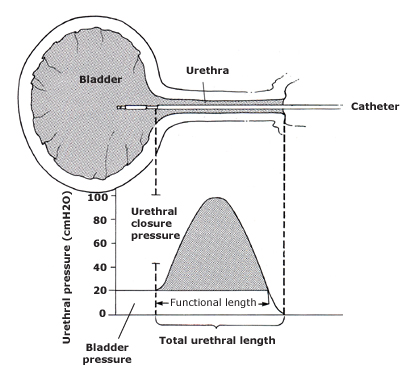 Bladder
Urethra
Catheter
Urethral pressure (cmH2O)
100
80
60
40
20
0
Urethral
closure
pressure
Functional length
Bladder
pressure
Total urethral length